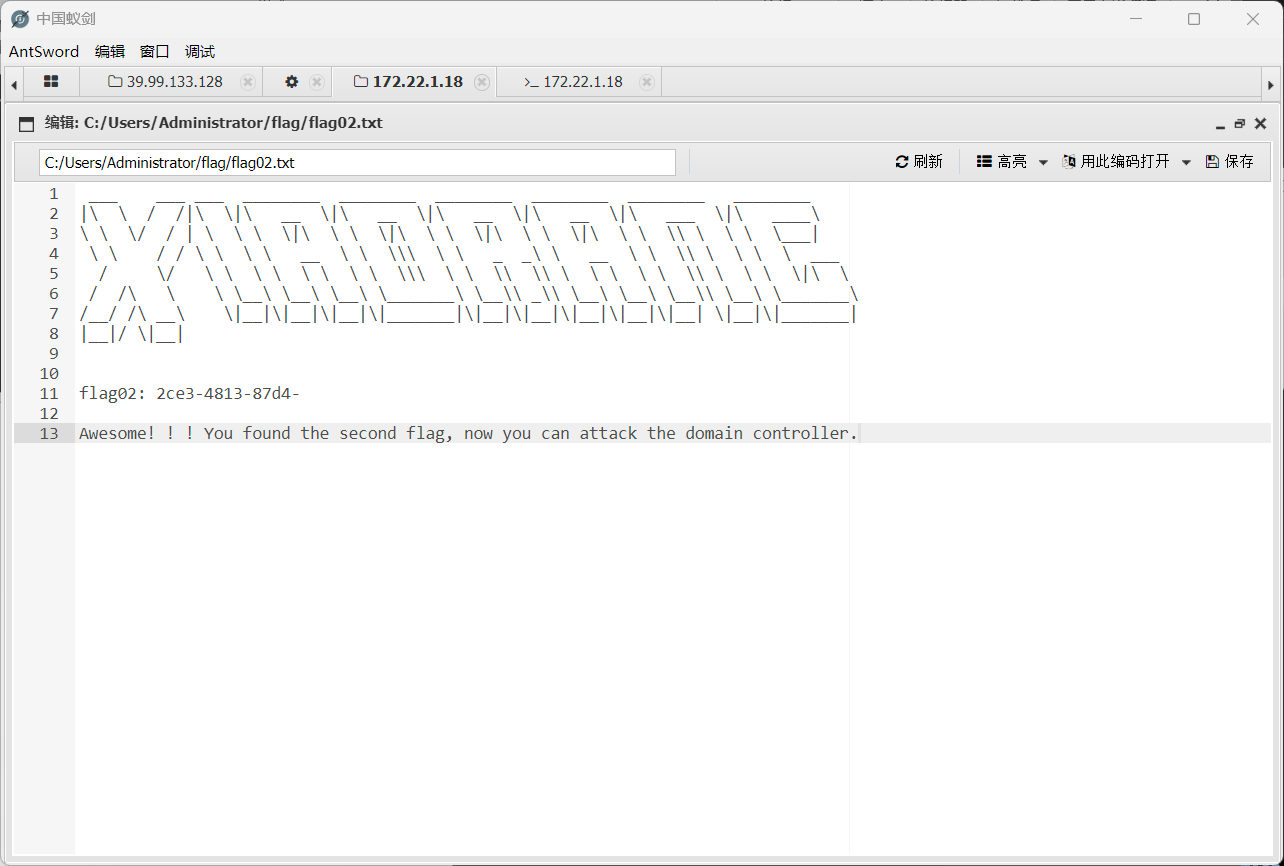 中国蚁剑
AntSword 编辑 窗口 调试
39.99.133.128 172.22.1.18 >_ 172.22.1.18
编辑: C:/Users/Administrator/flag/flag02.txt
C:/Users/Administrator/flag/flag02.txt 刷新 高亮 用此编码打开 保存
1
2
3
4
5
6
7
8
9
10
11 flag02: 2ce3-4813-87d4-
12
13 Awesome! ! ! You found the second flag, now you can attack the domain controller.